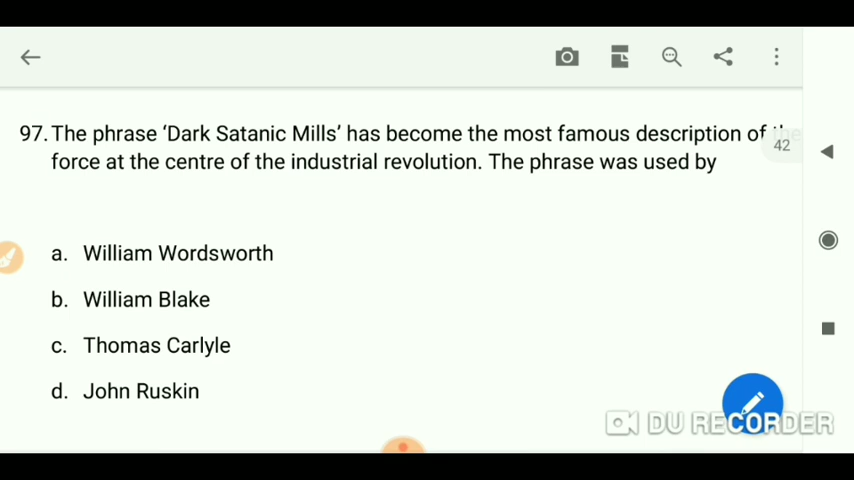 97. The phrase ‘Dark Satanic Mills’ has become the most famous description of the
42
force at the centre of the industrial revolution. The phrase was used by
a. William Wordsworth
b. William Blake
c. Thomas Carlyle
d. John Ruskin
DU RECORDER